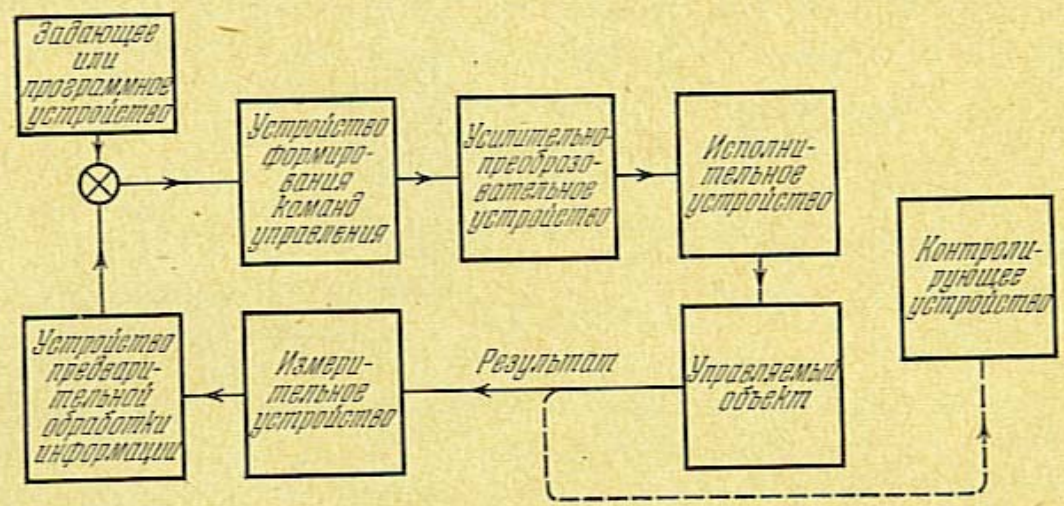 Задающее
или
программное
устройство
Устройство
формиро-
вания
команд
управления
Усилительно-
преобразо-
вательное
устройство
Исполни-
тельное
устройство
Контроли-
рующее
устройство
Устройство
предвари-
тельной
обработки
информации
Измери-
тельное
устройство
Результат
Управляемый
объект